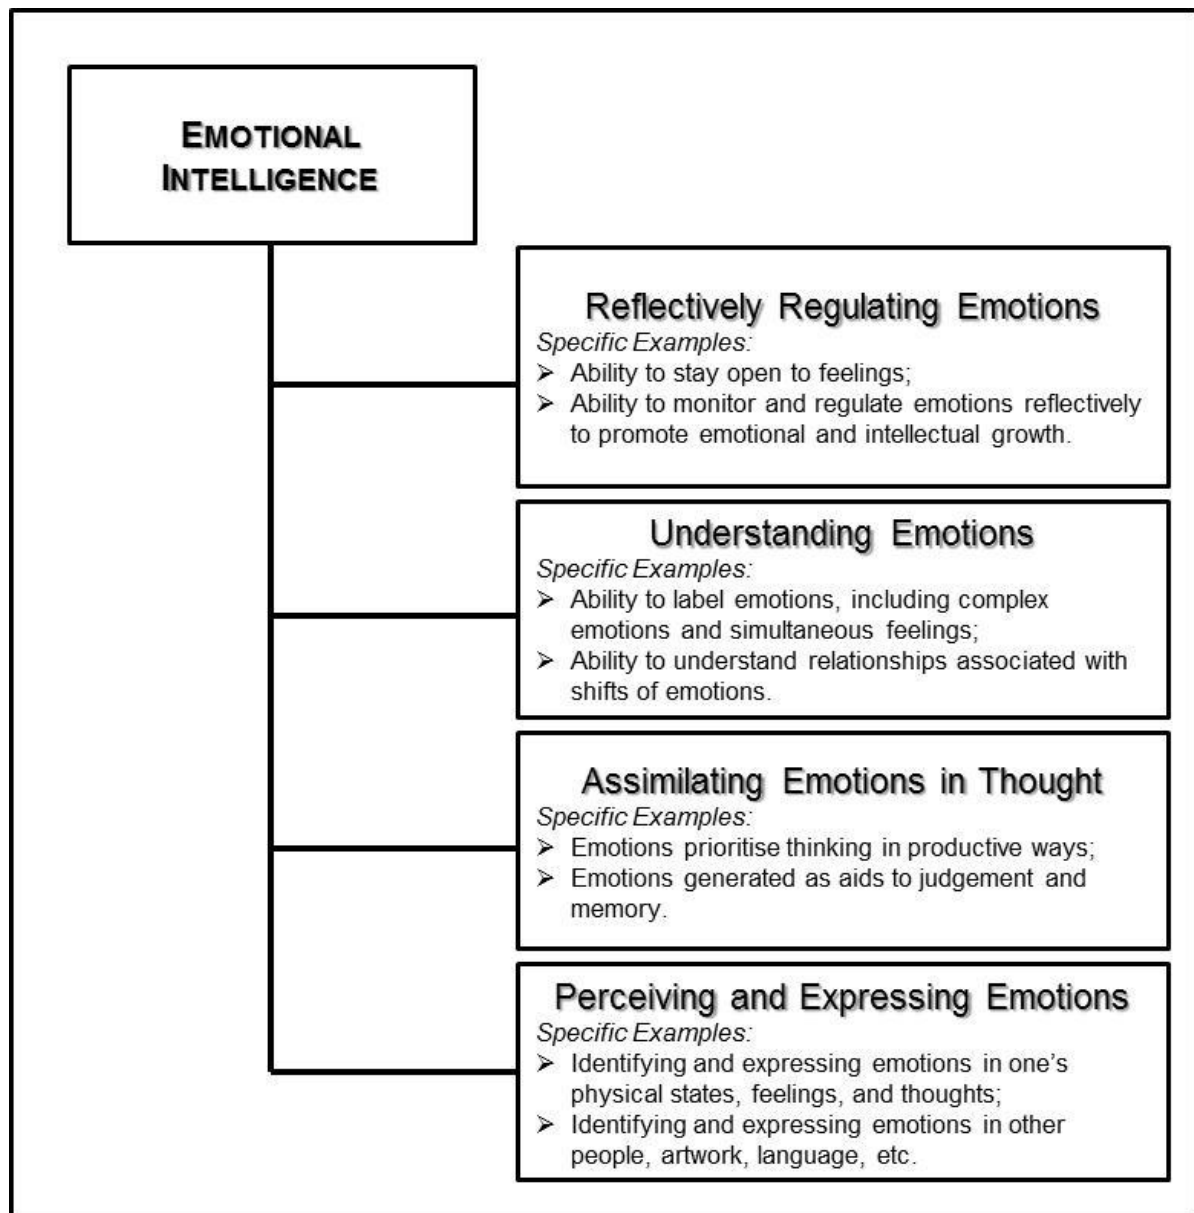 EMOTIONAL
INTELLIGENCE
Reflectively Regulating Emotions
Specific Examples:
➢ Ability to stay open to feelings;
➢ Ability to monitor and regulate emotions reflectively
to promote emotional and intellectual growth.
Understanding Emotions
Specific Examples:
➢ Ability to label emotions, including complex
emotions and simultaneous feelings;
➢ Ability to understand relationships associated with
shifts of emotions.
Assimilating Emotions in Thought
Specific Examples:
➢ Emotions prioritise thinking in productive ways;
➢ Emotions generated as aids to judgement and
memory.
Perceiving and Expressing Emotions
Specific Examples:
➢ Identifying and expressing emotions in one’s
physical states, feelings, and thoughts;
➢ Identifying and expressing emotions in other
people, artwork, language, etc.